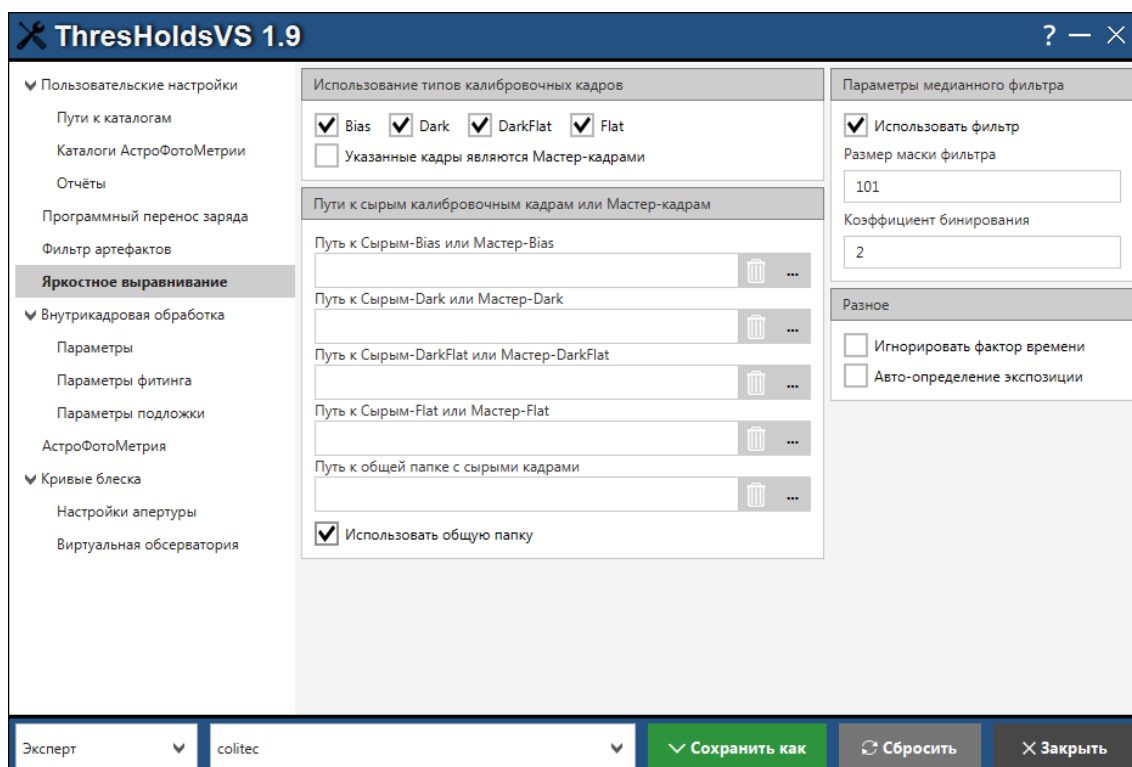 ThresHoldsVS 1.9
? — ×
Пользовательские настройки
Пути к каталогам
Каталоги АстроФотоМетрии
Отчёты
Программный перенос заряда
Фильтр артефактов
Яркостное выравнивание
Внутрикадровая обработка
Параметры
Параметры фитинга
Параметры подложки
АстроФотоМетрия
Кривые блеска
Настройки апертуры
Виртуальная обсерватория
Использование типов калибровочных кадров
Bias Dark DarkFlat Flat
Указанные кадры являются Мастер-кадрами
Пути к сырым калибровочным кадрам или Мастер-кадрам
Путь к Сырым-Bias или Мастер-Bias
...
Путь к Сырым-Dark или Мастер-Dark
...
Путь к Сырым-DarkFlat или Мастер-DarkFlat
...
Путь к Сырым-Flat или Мастер-Flat
...
Путь к общей папке с сырыми кадрами
...
Использовать общую папку
Параметры медианного фильтра
Использовать фильтр
Размер маски фильтра
101
Коэффициент бинирования
2
Разное
Игнорировать фактор времени
Авто-определение экспозиции
Эксперт
colitec
Сохранить как
Сбросить
Закрыть